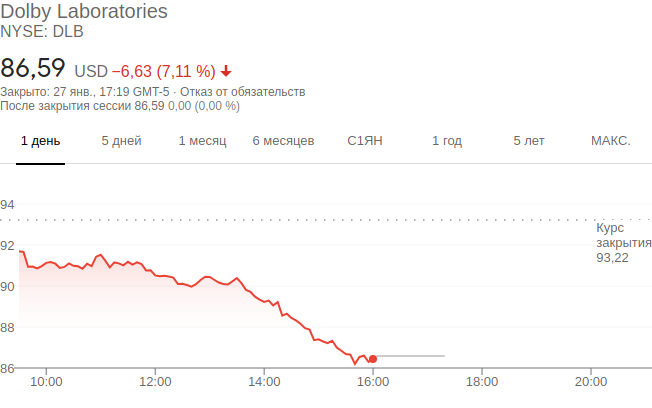 Dolby Laboratories
NYSE: DLB
86,59 USD −6,63 (7,11 %)
Закрыто: 27 янв., 17:19 GMT-5 · Отказ от обязательств
После закрытия сессии 86,59 0,00 (0,00 %)
1 день 5 дней 1 месяц 6 месяцев С1ЯН 1 год 5 лет МАКС.
94
Курс
закрытия
93,22
92
90
88
86
10:00 12:00 14:00 16:00 18:00 20:00